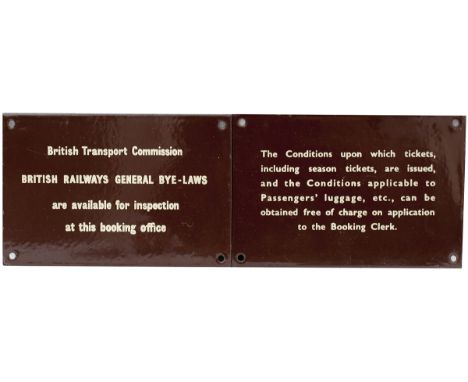 British Transport Commission
BRITISH RAILWAYS GENERAL BYE-LAWS
are available for inspection
at this booking office
The Conditions upon which tickets,
including season tickets, are issued,
and the Conditions applicable to
Passengers' luggage, etc., can be
obtained free of charge on application
to the Booking Clerk.